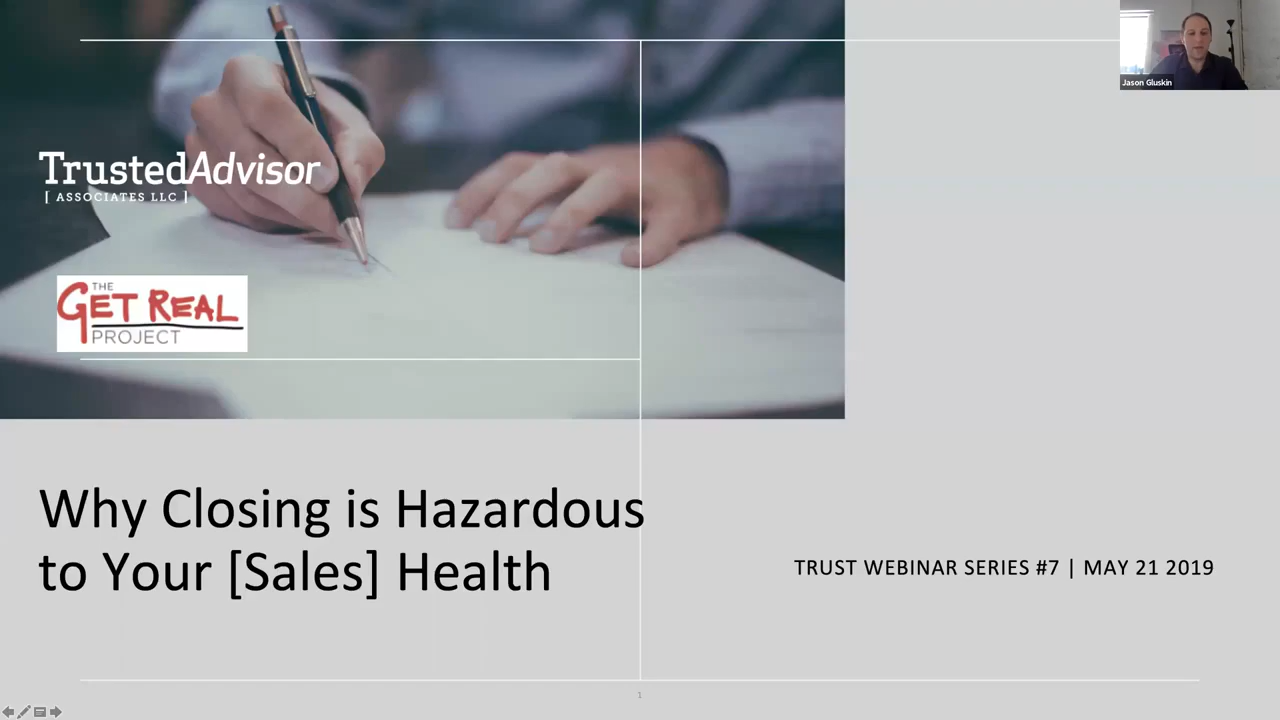 Jason Gluskin
TrustedAdvisor
[ ASSOCIATES LLC ]
THE
GET REAL
PROJECT
Why Closing is Hazardous
to Your [Sales] Health
TRUST WEBINAR SERIES #7 | MAY 21 2019
1